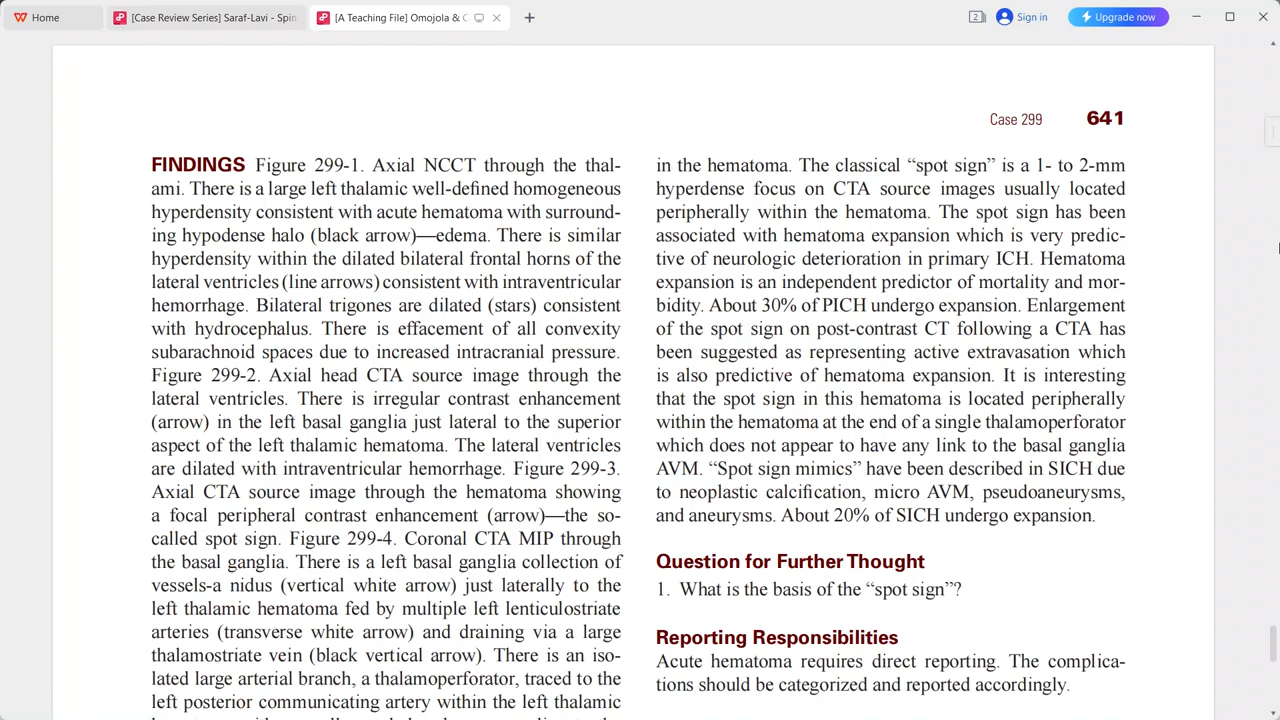 Home
[Case Review Series] Saraf-Lavi - Spin
[A Teaching File] Omojola & C
2
Sign in
Upgrade now
Case 299 641
FINDINGS Figure 299-1. Axial NCCT through the thal-
ami. There is a large left thalamic well-defined homogeneous
hyperdensity consistent with acute hematoma with surround-
ing hypodense halo (black arrow)—edema. There is similar
hyperdensity within the dilated bilateral frontal horns of the
lateral ventricles (line arrows) consistent with intraventricular
hemorrhage. Bilateral trigones are dilated (stars) consistent
with hydrocephalus. There is effacement of all convexity
subarachnoid spaces due to increased intracranial pressure.
Figure 299-2. Axial head CTA source image through the
lateral ventricles. There is irregular contrast enhancement
(arrow) in the left basal ganglia just lateral to the superior
aspect of the left thalamic hematoma. The lateral ventricles
are dilated with intraventricular hemorrhage. Figure 299-3.
Axial CTA source image through the hematoma showing
a focal peripheral contrast enhancement (arrow)—the so-
called spot sign. Figure 299-4. Coronal CTA MIP through
the basal ganglia. There is a left basal ganglia collection of
vessels-a nidus (vertical white arrow) just laterally to the
left thalamic hematoma fed by multiple left lenticulostriate
arteries (transverse white arrow) and draining via a large
thalamostriate vein (black vertical arrow). There is an iso-
lated large arterial branch, a thalamoperforator, traced to the
left posterior communicating artery within the left thalamic
in the hematoma. The classical “spot sign” is a 1- to 2-mm
hyperdense focus on CTA source images usually located
peripherally within the hematoma. The spot sign has been
associated with hematoma expansion which is very predic-
tive of neurologic deterioration in primary ICH. Hematoma
expansion is an independent predictor of mortality and mor-
bidity. About 30% of PICH undergo expansion. Enlargement
of the spot sign on post-contrast CT following a CTA has
been suggested as representing active extravasation which
is also predictive of hematoma expansion. It is interesting
that the spot sign in this hematoma is located peripherally
within the hematoma at the end of a single thalamoperforator
which does not appear to have any link to the basal ganglia
AVM. “Spot sign mimics” have been described in SICH due
to neoplastic calcification, micro AVM, pseudoaneurysms,
and aneurysms. About 20% of SICH undergo expansion.
Question for Further Thought
1. What is the basis of the “spot sign”?
Reporting Responsibilities
Acute hematoma requires direct reporting. The complica-
tions should be categorized and reported accordingly.